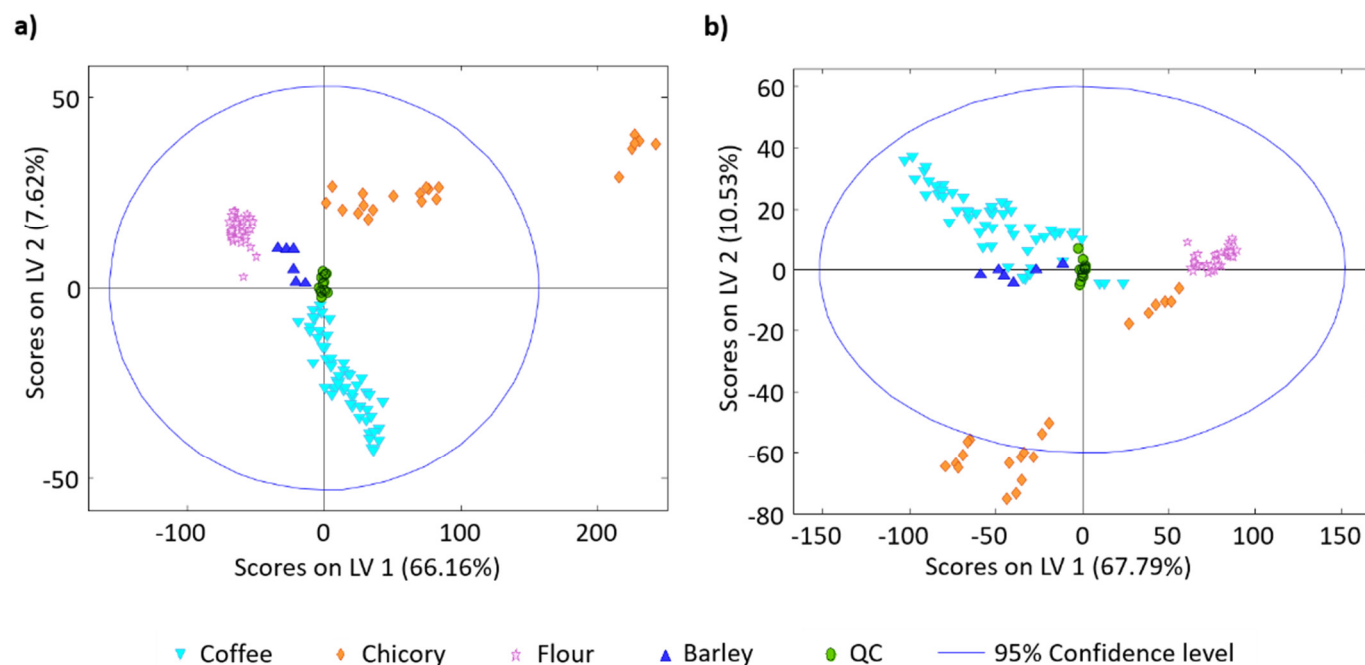 a)
50
0
-50
-100
0
100
200
Scores on LV 2 (7.62%)
Scores on LV 1 (66.16%)
b)
60
40
20
0
-20
-40
-60
-80
-150
-100
-50
0
50
100
150
Scores on LV 2 (10.53%)
Scores on LV 1 (67.79%)
Coffee
Chicory
Flour
Barley
QC
95% Confidence level